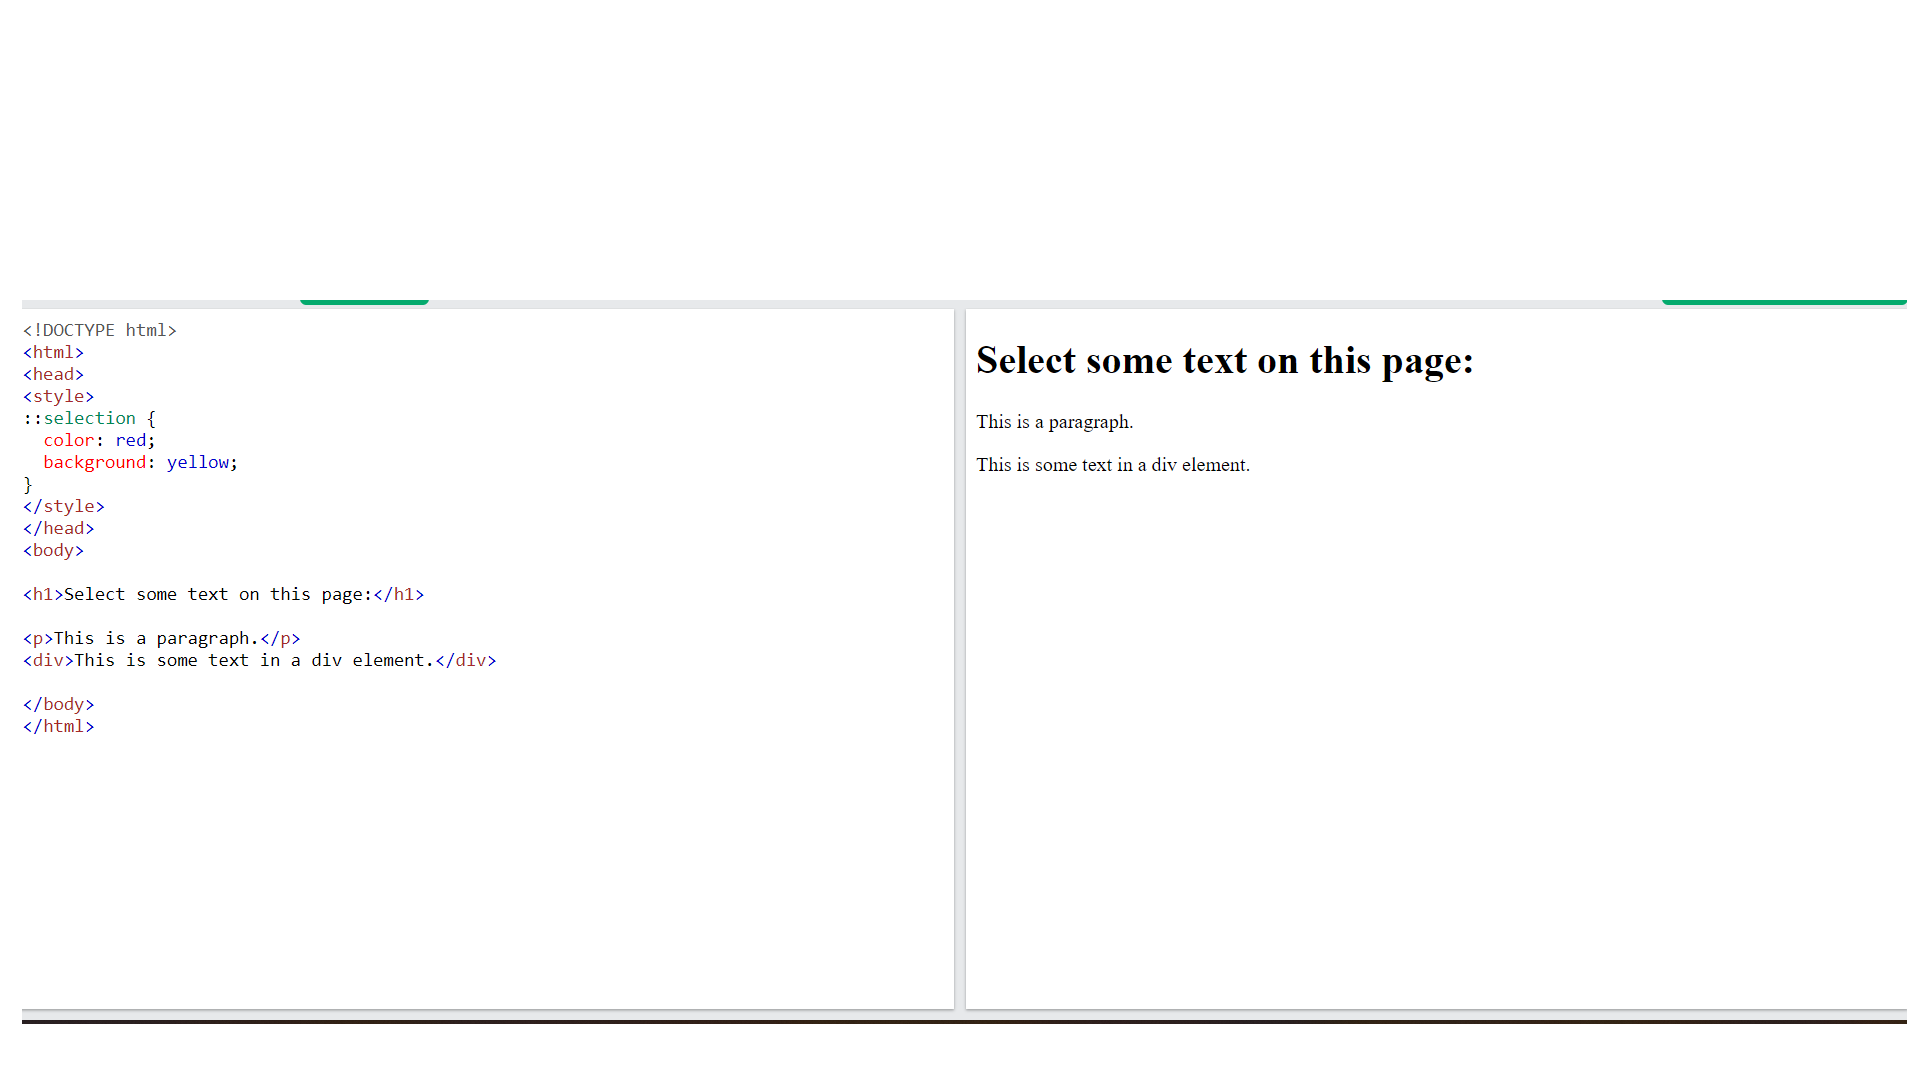 <!DOCTYPE html>
<html>
<head>
<style>
::selection {
  color: red;
  background: yellow;
}
</style>
</head>
<body>

<h1>Select some text on this page:</h1>

<p>This is a paragraph.</p>
<div>This is some text in a div element.</div>

</body>
</html>
Select some text on this page:
This is a paragraph.
This is some text in a div element.